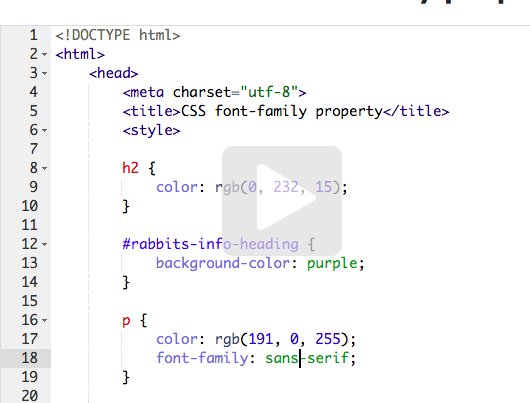 1 <!DOCTYPE html>
2 <html>
3 <head>
4 <meta charset="utf-8">
5 <title>CSS font-family property</title>
6 <style>
7
8 h2 {
9 color: rgb(0, 232, 15);
10 }
11
12 #rabbits-info-heading {
13 background-color: purple;
14 }
15
16 p {
17 color: rgb(191, 0, 255);
18 font-family: sans-serif;
19 }
20